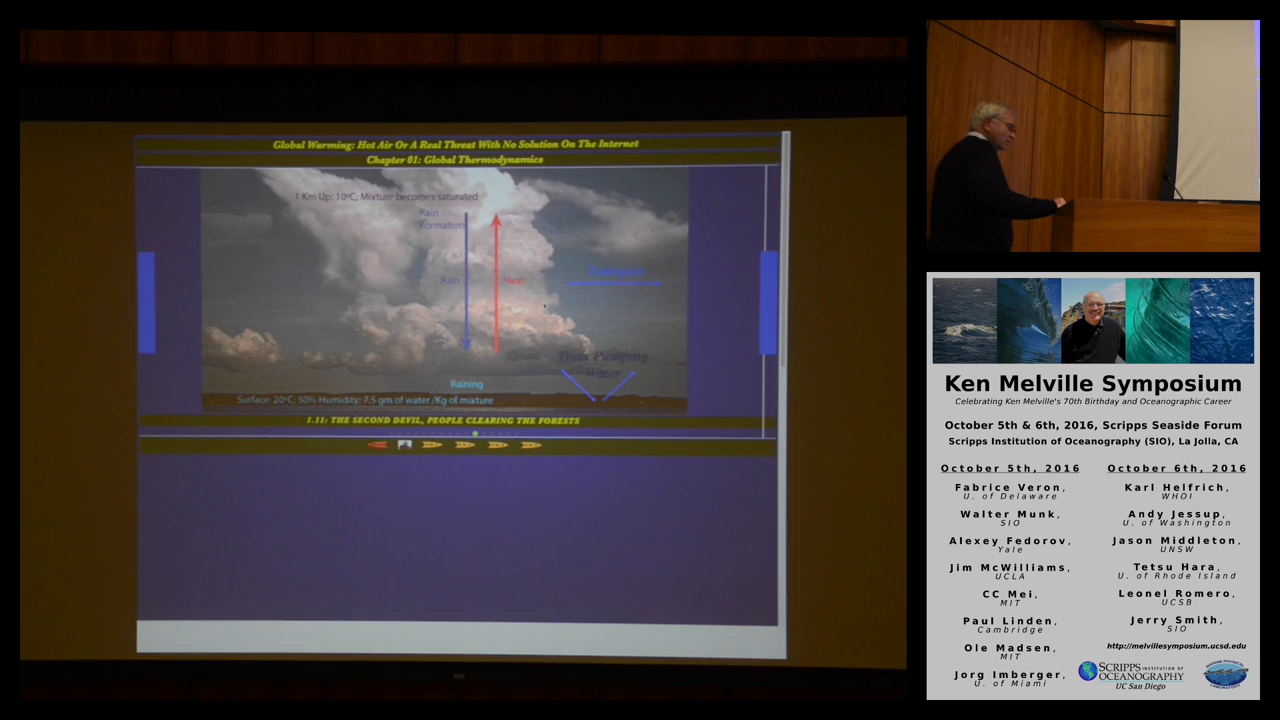 Global Warming: Hot Air Or A Real Threat With No Solution On The Internet
Chapter 01: Global Thermodynamics
1 Km Up: 10°C; Mixture becomes saturated
Rain
Formation
Rain
Heat
Trees Pumping
Water
Raining
Surface: 20°C; 50% Humidity; 7.5 gm of water /Kg of mixture
1.11: THE SECOND DEVIL, PEOPLE CLEARING THE FORESTS
Ken Melville Symposium
Celebrating Ken Melville's 70th Birthday and Oceanographic Career
October 5th & 6th, 2016, Scripps Seaside Forum
Scripps Institution of Oceanography (SIO), La Jolla, CA
October 5th, 2016
Fabrice Veron,
U. of Delaware
Walter Munk,
SIO
Alexey Fedorov,
Yale
Jim McWilliams,
UCLA
CC Mei,
MIT
Paul Linden,
Cambridge
Ole Madsen,
MIT
Jorg Imberger,
U. of Miami
October 6th, 2016
Karl Helfrich,
WHOI
Andy Jessup,
U. of Washington
Jason Middleton,
UNSW
Tetsu Hara,
U. of Rhode Island
Leonel Romero,
UCSB
Jerry Smith,
SIO
http://melvillesymposium.ucsd.edu
SCRIPPS INSTITUTION OF
OCEANOGRAPHY
UC San Diego